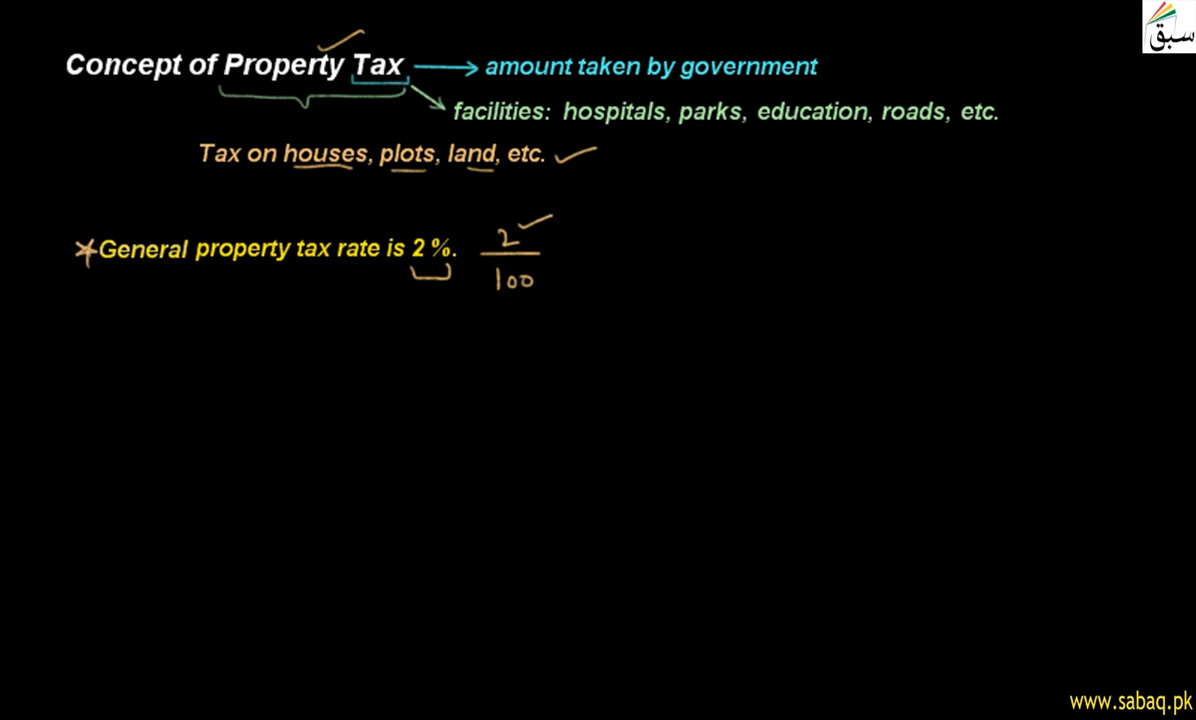 سبق
Concept of Property Tax → amount taken by government
facilities: hospitals, parks, education, roads, etc.
Tax on houses, plots, land, etc. ✓
*General property tax rate is 2 %. 2/100
www.sabaq.pk